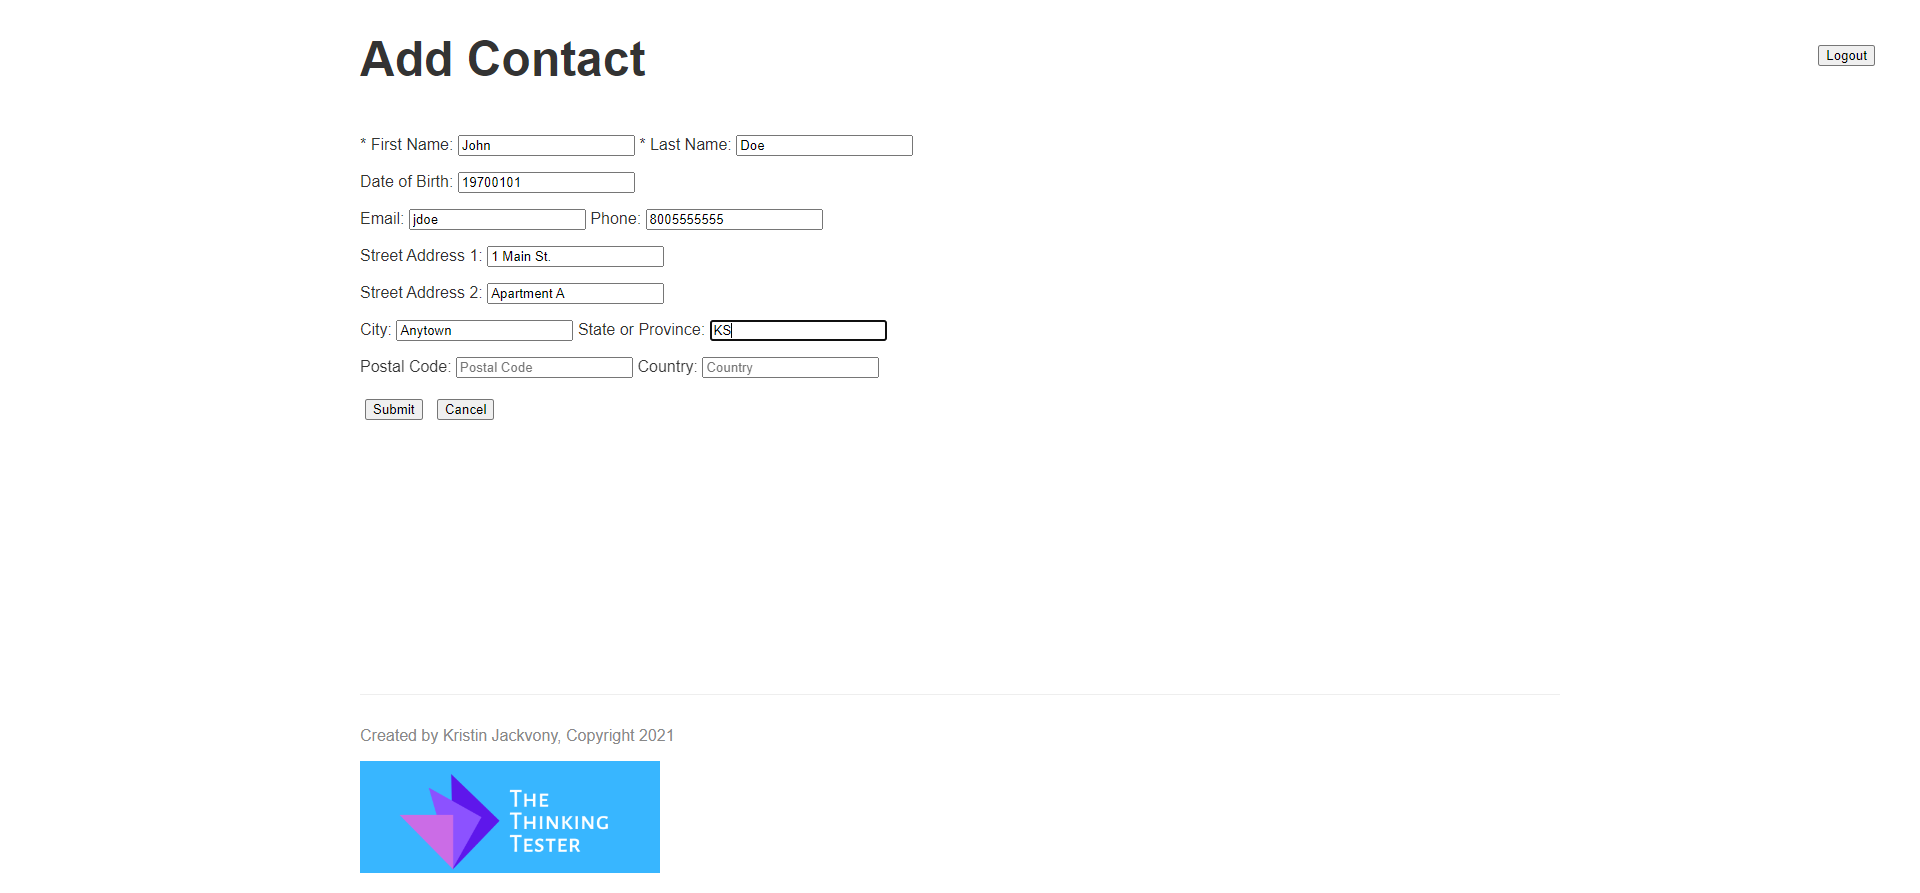 Add Contact
Logout
* First Name: John * Last Name: Doe
Date of Birth: 19700101
Email: jdoe Phone: 8005555555
Street Address 1: 1 Main St.
Street Address 2: Apartment A
City: Anytown State or Province: KS
Postal Code: Postal Code Country: Country
Submit Cancel
Created by Kristin Jackvony, Copyright 2021
THE
THINKING
TESTER